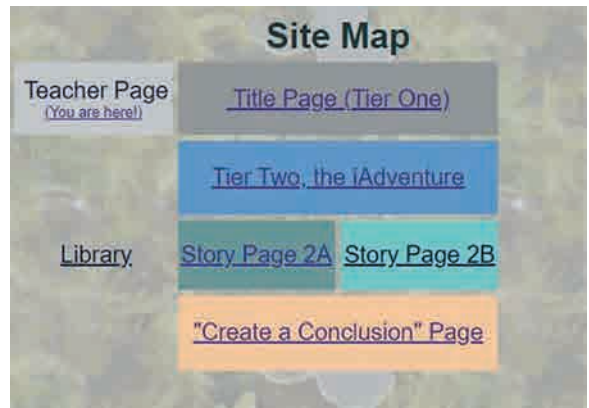 Site Map
Teacher Page
(You are here!)
Title Page (Tier One)
Tier Two, the iAdventure
Library
Story Page 2A
Story Page 2B
"Create a Conclusion" Page